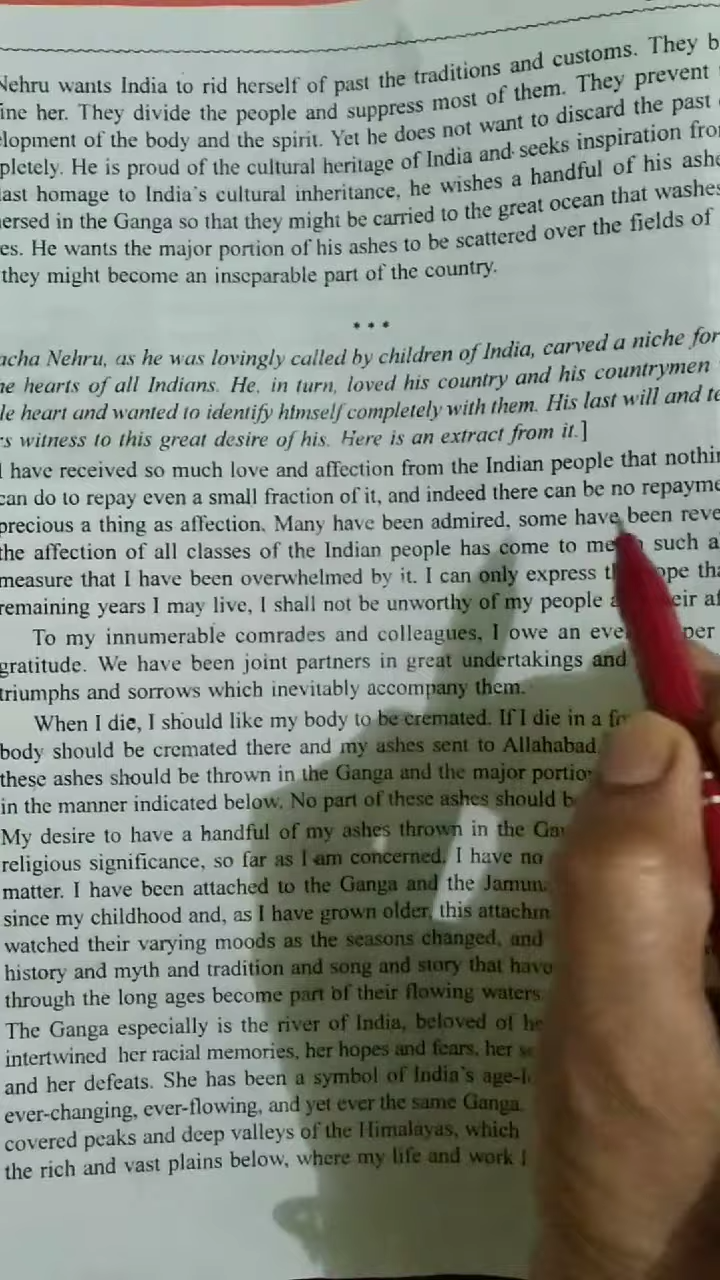 Nehru wants India to rid herself of past the traditions and customs. They
her. They divide the people and suppress most of them. They prevent
of the body and the spirit. Yet he does not want to discard the past
He is proud of the cultural heritage of India and seeks inspiration
last homage to India's cultural inheritance, he wishes a handful of his
in the Ganga so that they might be carried to the great ocean that washes
He wants the major portion of his ashes to be scattered over the fields of
they might become an inseparable part of the country.
***
Nehru, as he was lovingly called by children of India, carved a niche for
hearts of all Indians. He, in turn, loved his country and his countrymen
heart and wanted to identify himself completely with them. His last will and
witness to this great desire of his. Here is an extract from it.]
I have received so much love and affection from the Indian people that
can do to repay even a small fraction of it, and indeed there can be no
precious a thing as affection. Many have been admired, some have been
the affection of all classes of the Indian people has come to me such
measure that I have been overwhelmed by it. I can only express
remaining years I may live, I shall not be unworthy of my people
To my innumerable comrades and colleagues, I owe an
gratitude. We have been joint partners in great undertakings and
triumphs and sorrows which inevitably accompany them.
When I die, I should like my body to be cremated. If I die in a
body should be cremated there and my ashes sent to Allahabad
these ashes should be thrown in the Ganga and the major
in the manner indicated below. No part of these ashes should
My desire to have a handful of my ashes thrown in the
religious significance, so far as I am concerned. I have no
matter. I have been attached to the Ganga and the
since my childhood and, as I have grown older, this
watched their varying moods as the seasons changed, and
history and myth and tradition and song and story that have
through the long ages become part of their flowing waters
The Ganga especially is the river of India, beloved of
intertwined her racial memories, her hopes and fears, her
and her defeats. She has been a symbol of India's
ever-changing, ever-flowing, and yet ever the same Ganga.
covered peaks and deep valleys of the Himalayas, which
the rich and vast plains below, where my life and work